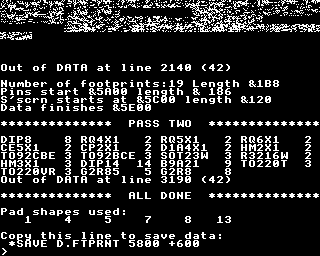 Out of DATA at line 2140 (42)
Number of footprints:19 Length &1B8
Pins start &5A00 length & 186
S'scrn starts at &5C00 length &120
Data finishes &5E00
*************** PASS TWO ***************
DIP8 8 RQ4X1 2 RQ5X1 2 RQ6X1 2
CE5X1 2 CP2X1 2 D1A4X1 2 HM2X1 2
TO92CBE 3 TO92BCE 3 SOT23W 3 R3216W 2
HM3X1 3 DIP14 14 B9A2L 9 TO220T 3
TO220VR 3 G2R85 5 G2R8 8
Out of DATA at line 3190 (42)
*************** ALL DONE ***************
Pad shapes used:
1 4 5 7 8 13
Copy this line to save data:
*SAVE D.FTPRNT 5800 +600
>